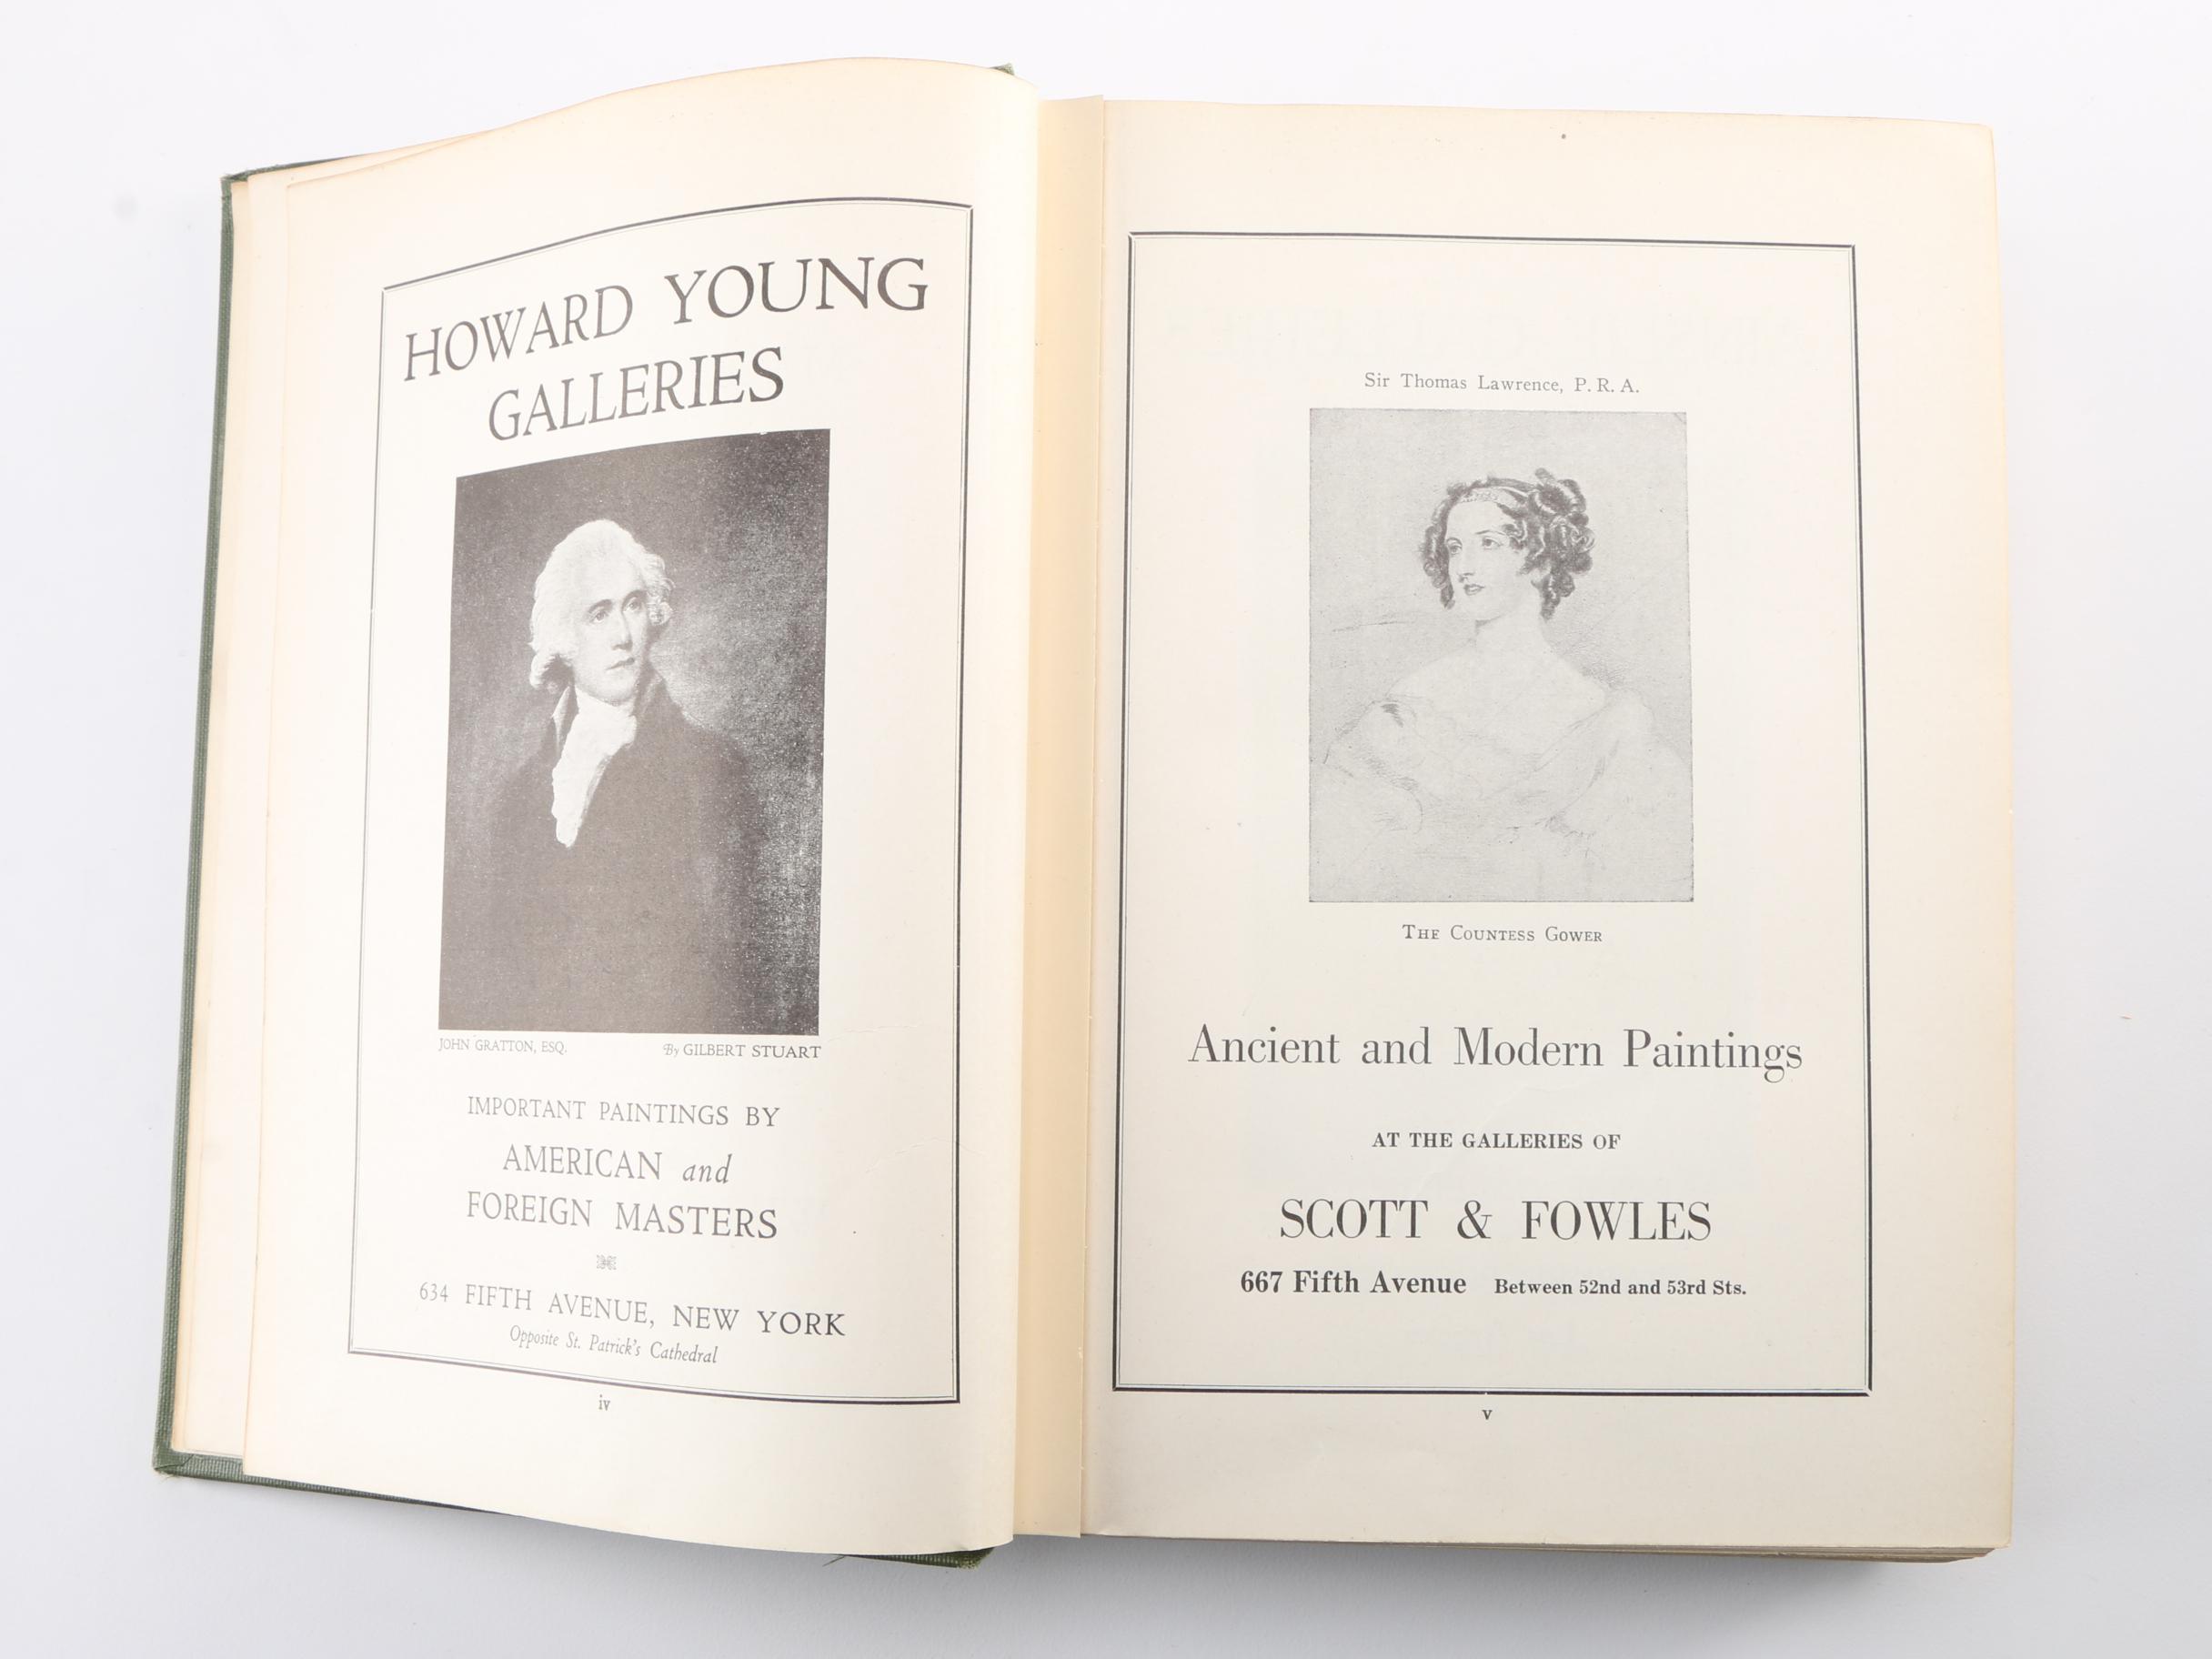 HOWARD YOUNG
GALLERIES
JOHN GRATTON, ESQ. By GILBERT STUART
IMPORTANT PAINTINGS BY
AMERICAN and
FOREIGN MASTERS
634 FIFTH AVENUE, NEW YORK
Opposite St. Patrick's Cathedral
iv
Sir Thomas Lawrence, P. R. A.
THE COUNTESS GOWER
Ancient and Modern Paintings
AT THE GALLERIES OF
SCOTT & FOWLES
667 Fifth Avenue Between 52nd and 53rd Sts.
v